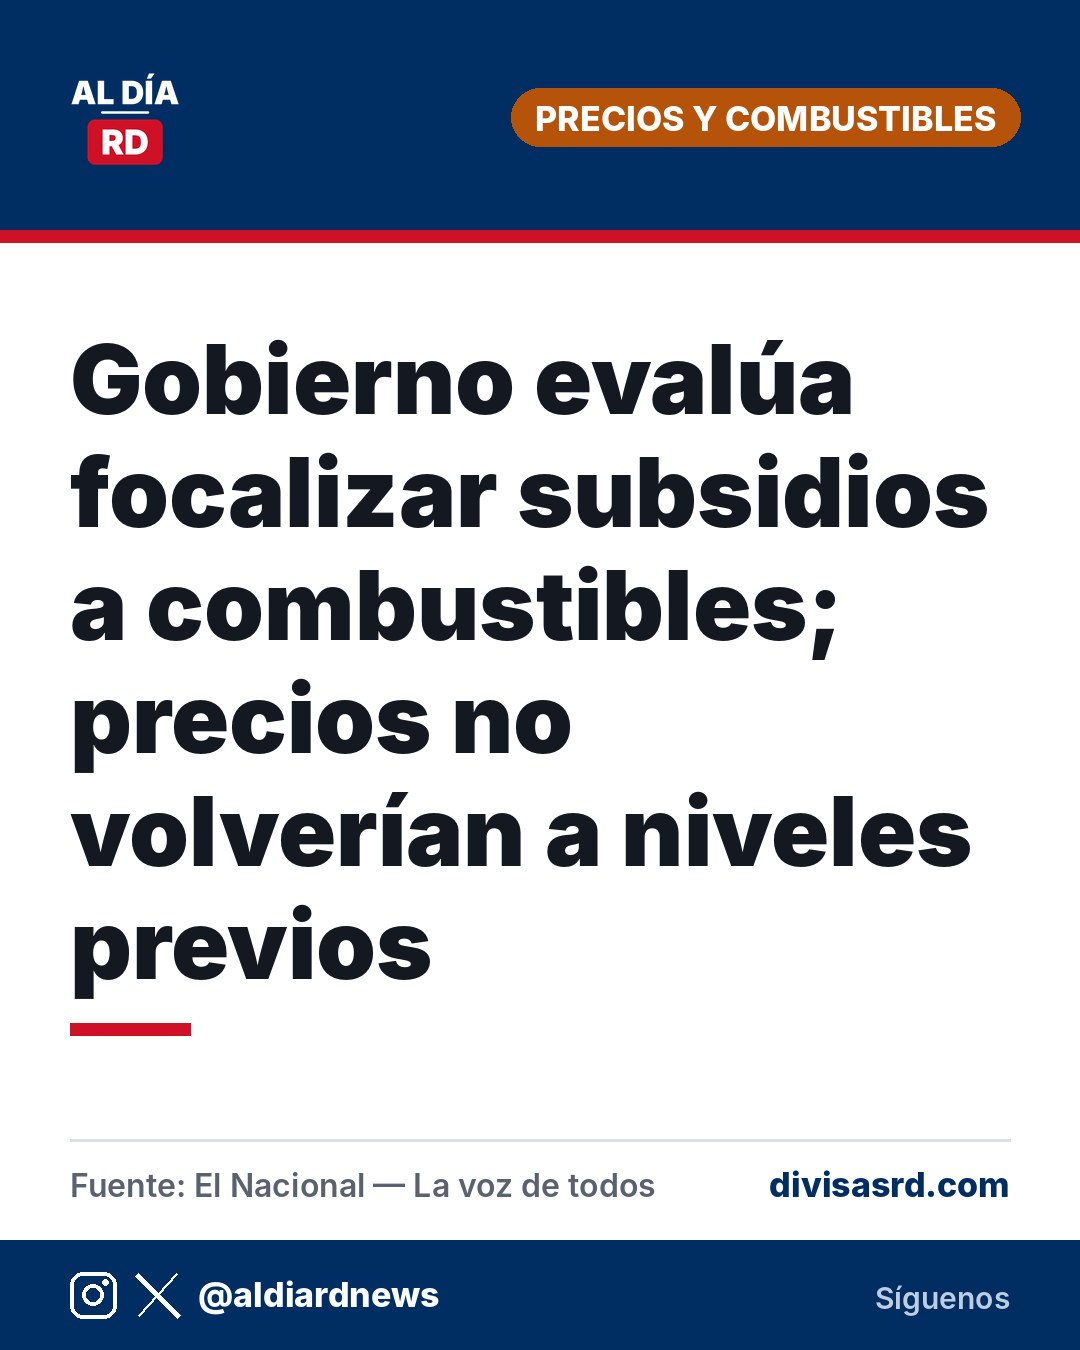 AL DÍA
RD
PRECIOS Y COMBUSTIBLES
Gobierno evalúa
focalizar subsidios
a combustibles;
precios no
volverían a niveles
previos
Fuente: El Nacional — La voz de todos
divisasrd.com
@aldiardnews
Síguenos